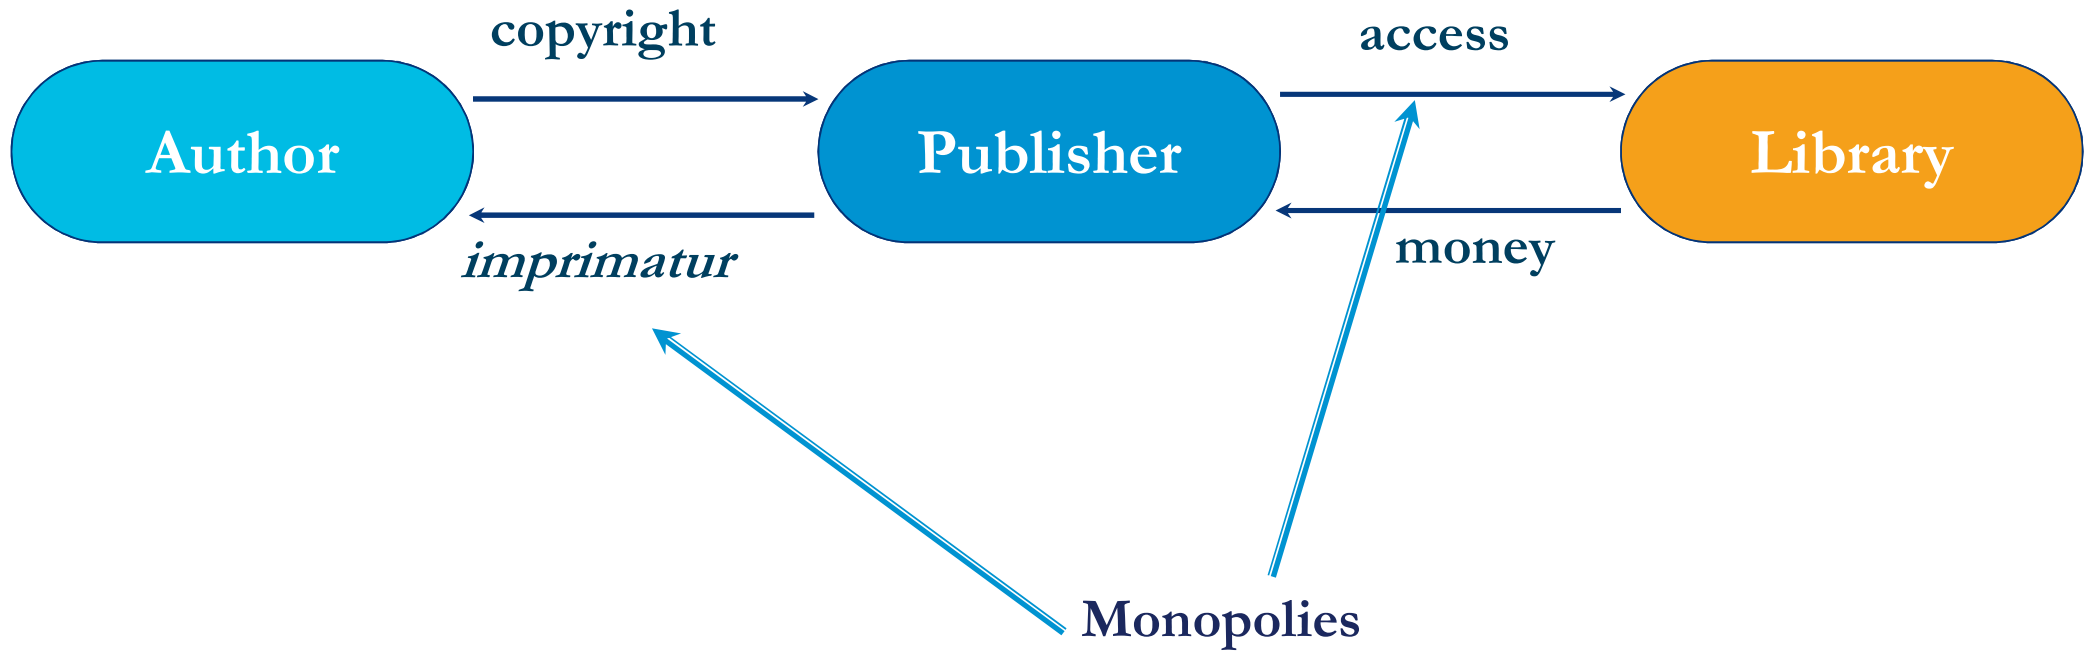 copyright
access
Author
Publisher
Library
imprimatur
money
Monopolies